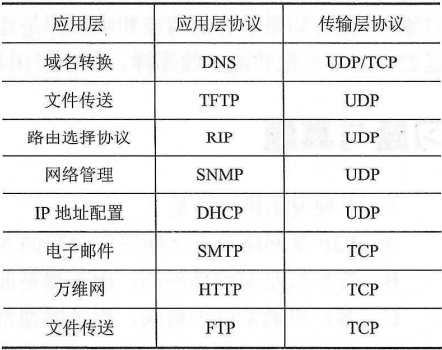 应用层 应用层协议 传输层协议
域名转换 DNS UDP/TCP
文件传送 TFTP UDP
路由选择协议 RIP UDP
网络管理 SNMP UDP
IP 地址配置 DHCP UDP
电子邮件 SMTP TCP
万维网 HTTP TCP
文件传送 FTP TCP